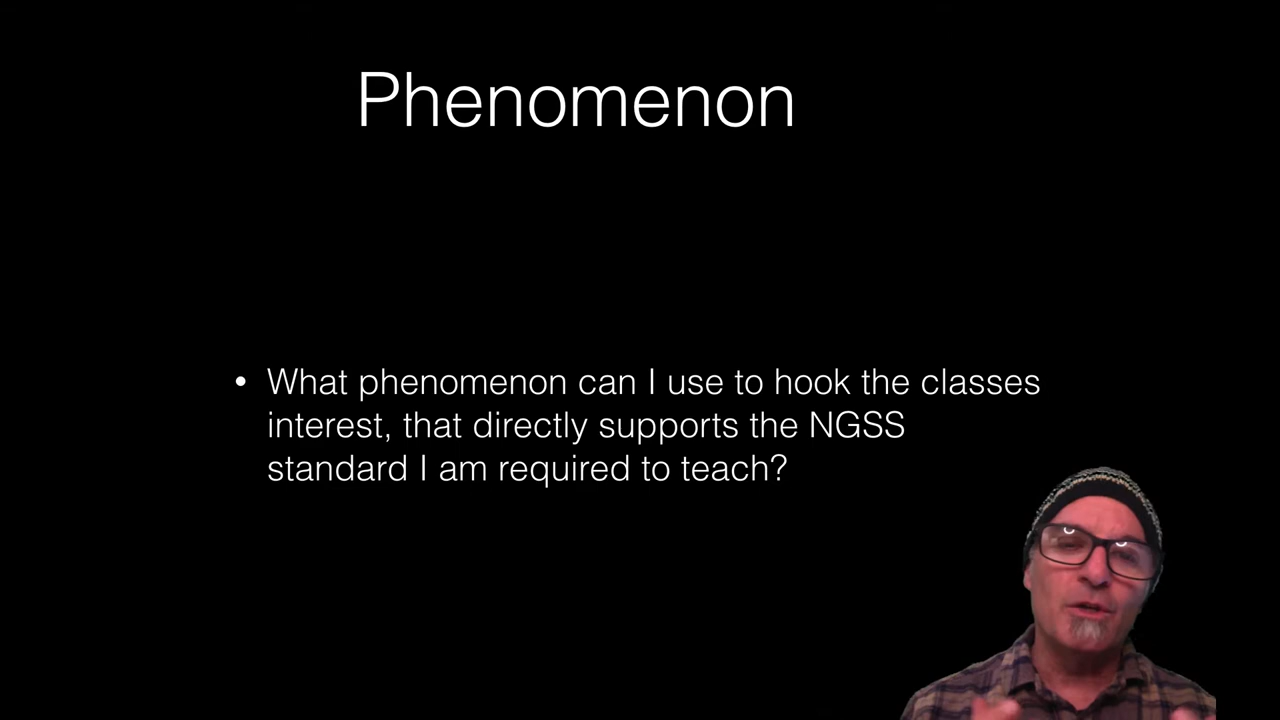 Phenomenon
• What phenomenon can I use to hook the classes
interest, that directly supports the NGSS
standard I am required to teach?